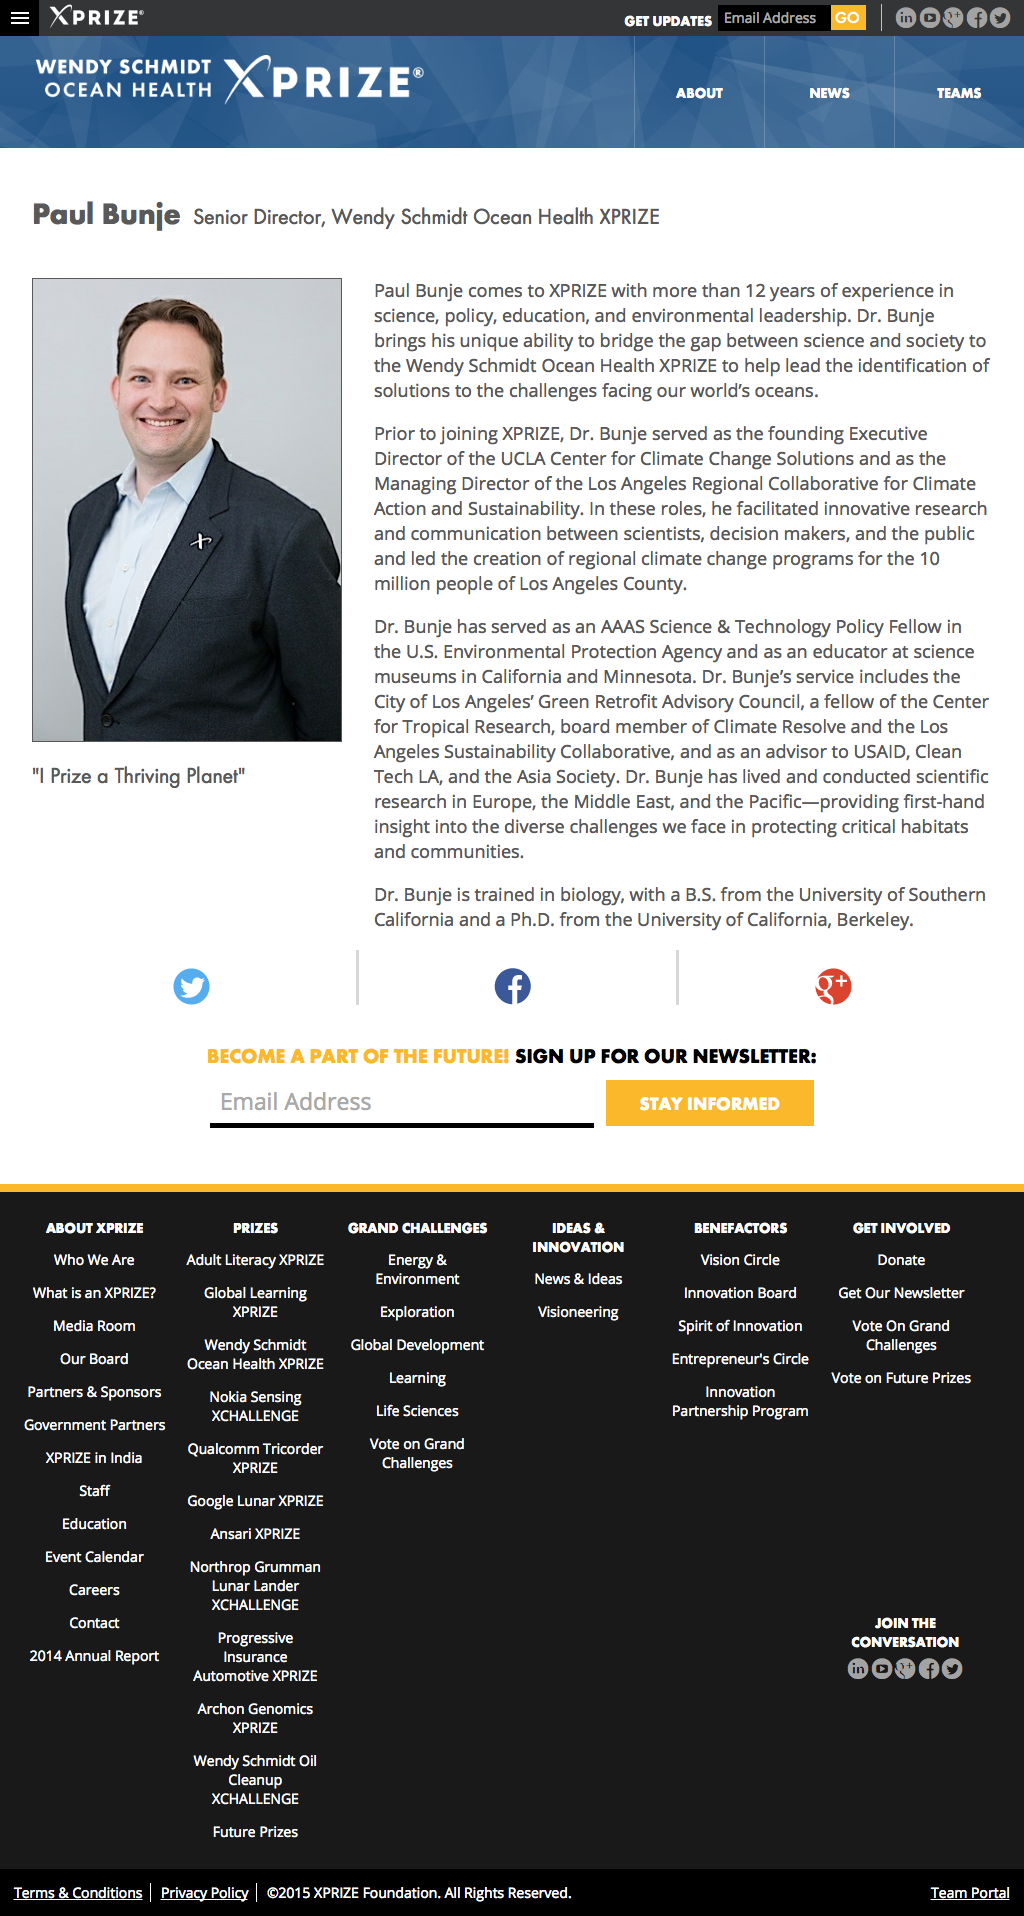 XPRIZE®
GET UPDATES Email Address GO
WENDY SCHMIDT
OCEAN HEALTH
XPRIZE®
ABOUT NEWS TEAMS
Paul Bunje Senior Director, Wendy Schmidt Ocean Health XPRIZE
Paul Bunje comes to XPRIZE with more than 12 years of experience in
science, policy, education, and environmental leadership. Dr. Bunje
brings his unique ability to bridge the gap between science and society to
the Wendy Schmidt Ocean Health XPRIZE to help lead the identification of
solutions to the challenges facing our world’s oceans.
Prior to joining XPRIZE, Dr. Bunje served as the founding Executive
Director of the UCLA Center for Climate Change Solutions and as the
Managing Director of the Los Angeles Regional Collaborative for Climate
Action and Sustainability. In these roles, he facilitated innovative research
and communication between scientists, decision makers, and the public
and led the creation of regional climate change programs for the 10
million people of Los Angeles County.
Dr. Bunje has served as an AAAS Science & Technology Policy Fellow in
the U.S. Environmental Protection Agency and as an educator at science
museums in California and Minnesota. Dr. Bunje’s service includes the
City of Los Angeles’ Green Retrofit Advisory Council, a fellow of the Center
for Tropical Research, board member of Climate Resolve and the Los
Angeles Sustainability Collaborative, and as an advisor to USAID, Clean
Tech LA, and the Asia Society. Dr. Bunje has lived and conducted scientific
research in Europe, the Middle East, and the Pacific—providing first-hand
insight into the diverse challenges we face in protecting critical habitats
and communities.
Dr. Bunje is trained in biology, with a B.S. from the University of Southern
California and a Ph.D. from the University of California, Berkeley.
"I Prize a Thriving Planet"
BECOME A PART OF THE FUTURE! SIGN UP FOR OUR NEWSLETTER:
Email Address
STAY INFORMED
ABOUT XPRIZE
Who We Are
What is an XPRIZE?
Media Room
Our Board
Partners & Sponsors
Government Partners
XPRIZE in India
Staff
Education
Event Calendar
Careers
Contact
2014 Annual Report
PRIZES
Adult Literacy XPRIZE
Global Learning
XPRIZE
Wendy Schmidt
Ocean Health XPRIZE
Nokia Sensing
XCHALLENGE
Qualcomm Tricorder
XPRIZE
Google Lunar XPRIZE
Ansari XPRIZE
Northrop Grumman
Lunar Lander
XCHALLENGE
Progressive
Insurance
Automotive XPRIZE
Archon Genomics
XPRIZE
Wendy Schmidt Oil
Cleanup
XCHALLENGE
Future Prizes
GRAND CHALLENGES
Energy &
Environment
Exploration
Global Development
Learning
Life Sciences
Vote on Grand
Challenges
IDEAS &
INNOVATION
News & Ideas
Visioneering
BENEFACTORS
Vision Circle
Innovation Board
Spirit of Innovation
Entrepreneur's Circle
Innovation
Partnership Program
GET INVOLVED
Donate
Get Our Newsletter
Vote On Grand
Challenges
Vote on Future Prizes
JOIN THE
CONVERSATION
Terms & Conditions Privacy Policy ©2015 XPRIZE Foundation. All Rights Reserved. Team Portal